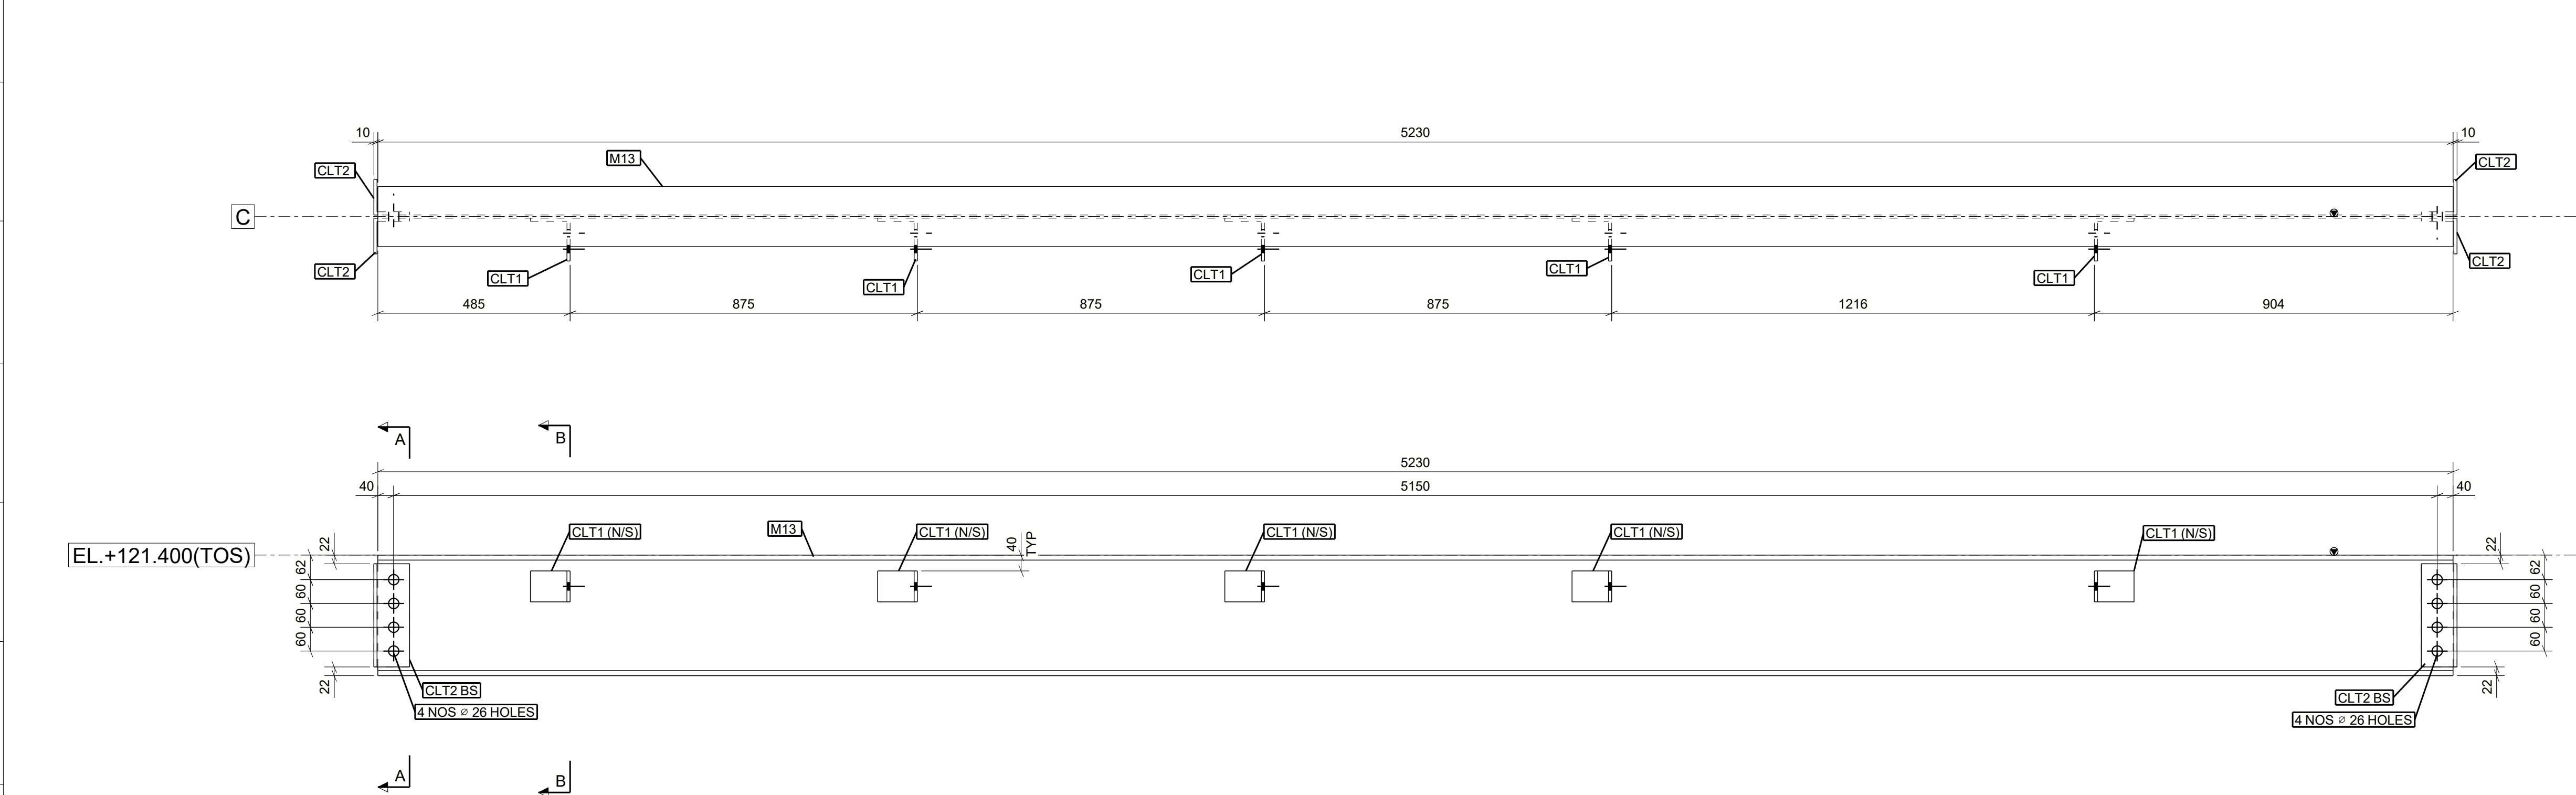 10 5230 10
M13
CLT2 CLT2
C
CLT2 CLT1 CLT1 CLT1 CLT1 CLT1 CLT2
485 875 875 875 1216 904
A B
5230
40 5150 40
CLT1 (N/S) M13 CLT1 (N/S) 40 TYP CLT1 (N/S) CLT1 (N/S) CLT1 (N/S)
EL.+121.400(TOS)
22 22
62 62
60 60
60 60
60 60
22 22
CLT2 BS CLT2 BS
4 NOS ⌀ 26 HOLES 4 NOS ⌀ 26 HOLES
A B